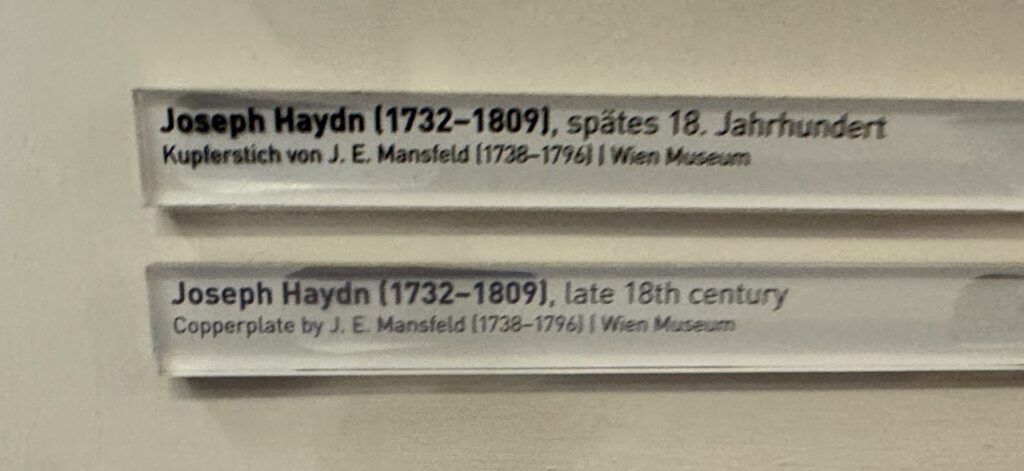 Joseph Haydn (1732–1809), spätes 18. Jahrhundert
Kupferstich von J. E. Mansfeld (1738–1796) | Wien Museum
Joseph Haydn (1732–1809), late 18th century
Copperplate by J. E. Mansfeld (1738–1796) | Wien Museum